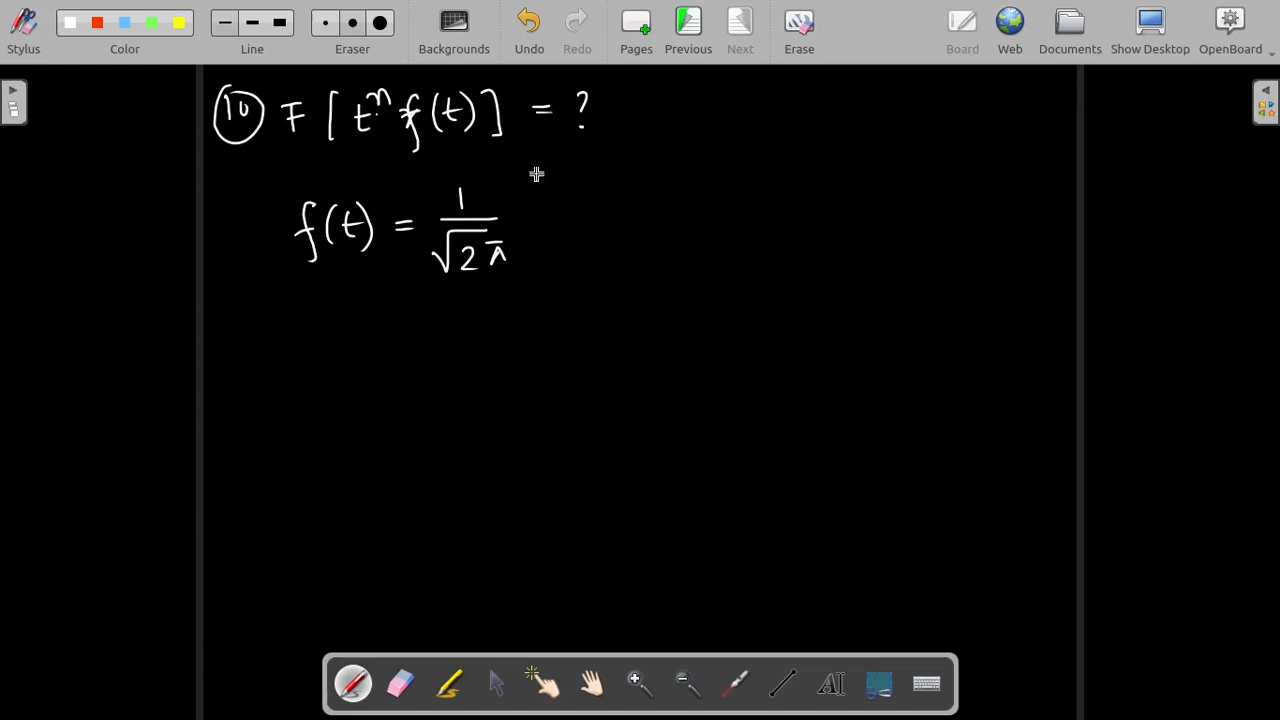 Stylus Color Line Eraser Backgrounds Undo Redo Pages Previous Next Erase Board Web Documents Show Desktop OpenBoard
(10) F [ tⁿ f(t) ] = ?
f(t) = 1/√2π
AI